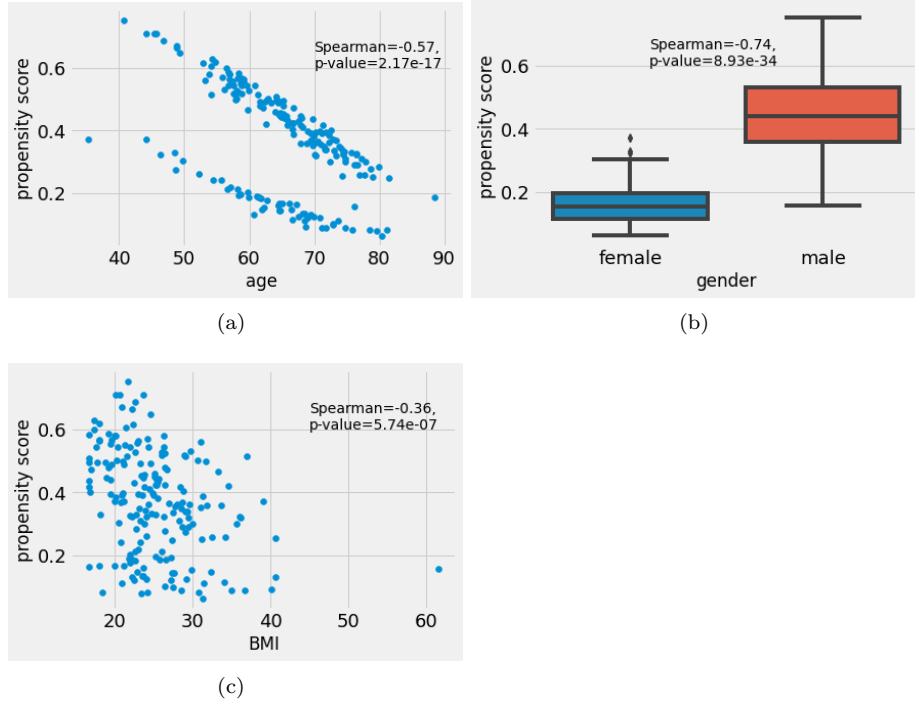 Spearman=-0.57,
p-value=2.17e-17
propensity score
0.6
0.4
0.2
40 50 60 70 80 90
age
(a)
Spearman=-0.74,
p-value=8.93e-34
propensity score
0.6
0.4
0.2
female male
gender
(b)
Spearman=-0.36,
p-value=5.74e-07
propensity score
0.6
0.4
0.2
20 30 40 50 60
BMI
(c)